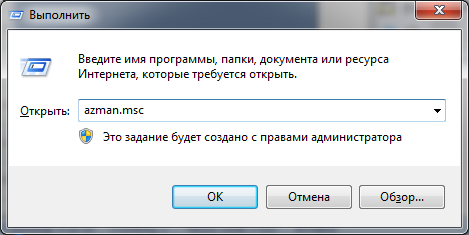 Выполнить
Введите имя программы, папки, документа или ресурса
Интернета, которые требуется открыть.
Открыть: azman.msc
Это задание будет создано с правами администратора
OK Отмена Обзор...